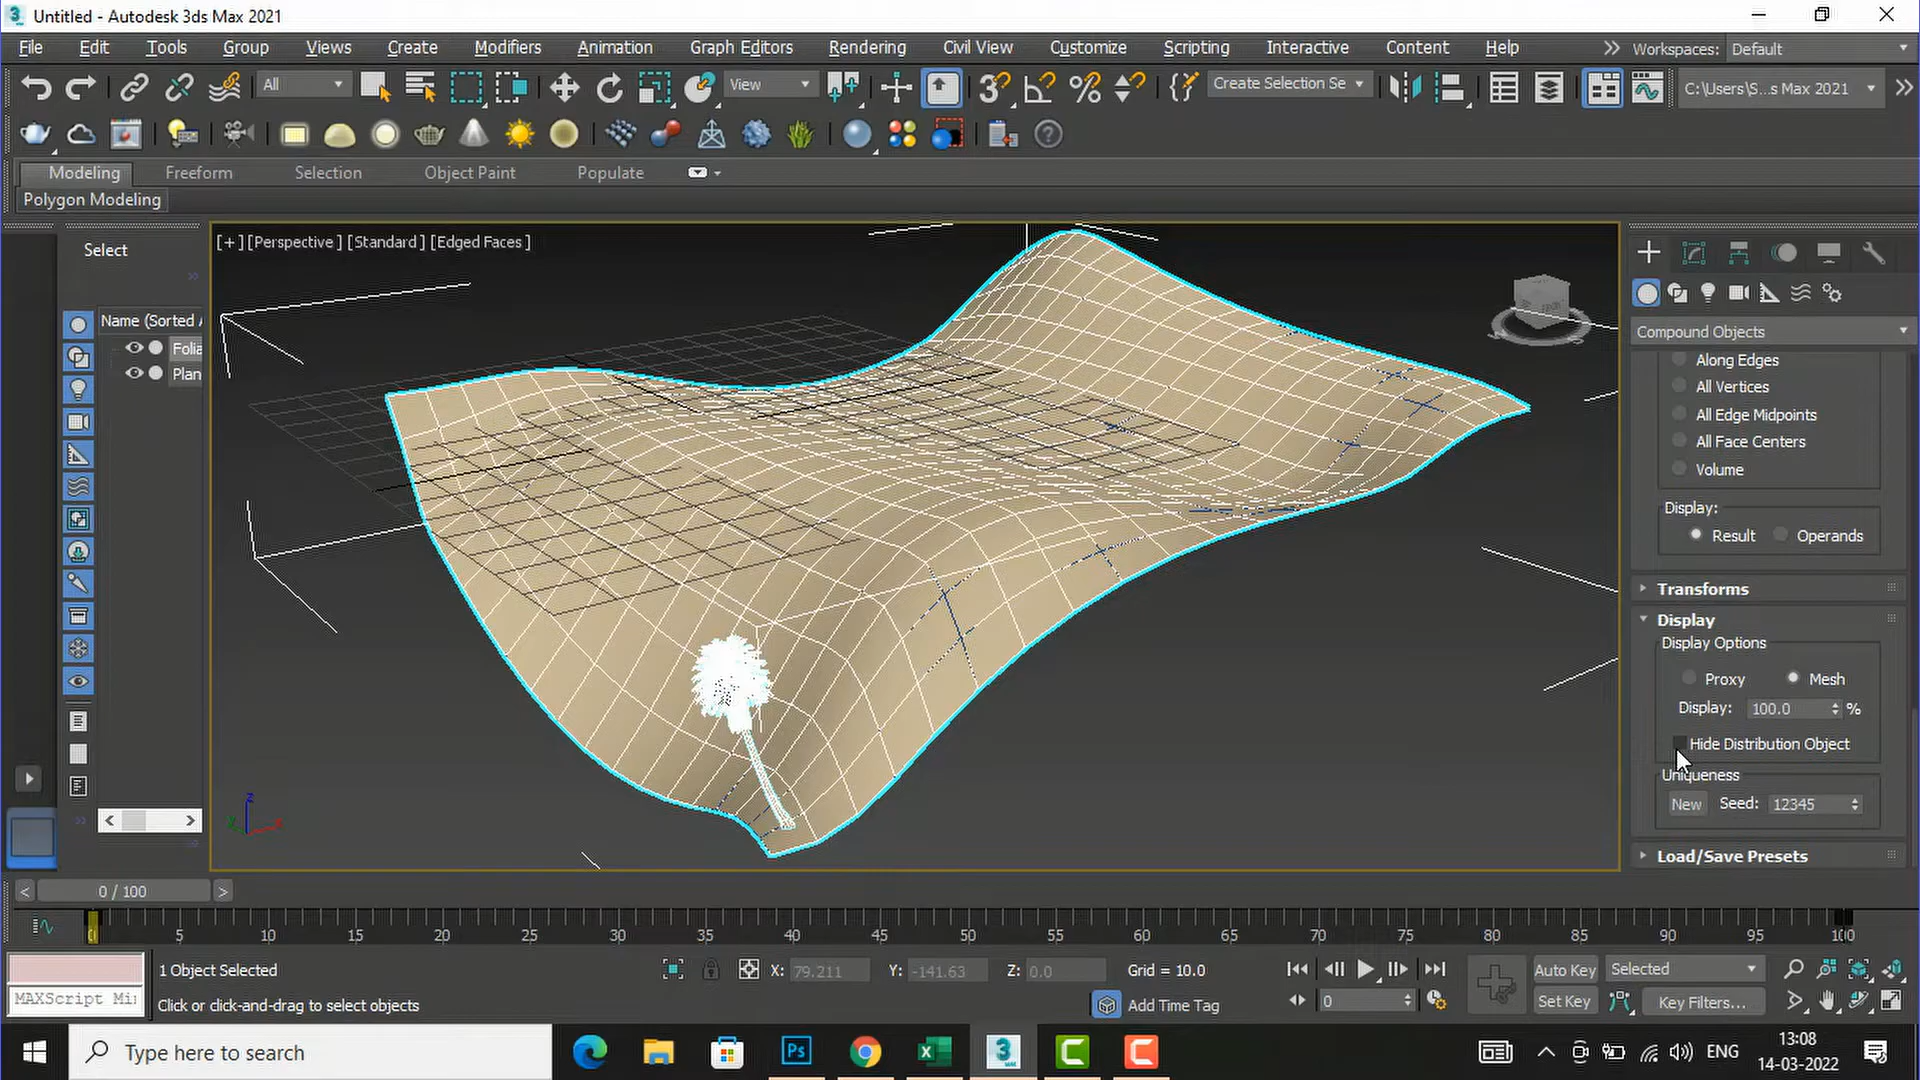 Untitled - Autodesk 3ds Max 2021
File Edit Tools Group Views Create Modifiers Animation Graph Editors Rendering Civil View Customize Scripting Interactive Content Help Workspaces: Default
All View Create Selection Se C:\Users\S...s Max 2021
Modeling Freeform Selection Object Paint Populate
Polygon Modeling
Select
Name (Sorted A
Folia
Plan
[+] [Perspective] [Standard] [Edged Faces]
Compound Objects
Along Edges
All Vertices
All Edge Midpoints
All Face Centers
Volume
Display:
Result Operands
Transforms
Display
Display Options
Proxy Mesh
Display: 100.0 %
Hide Distribution Object
Uniqueness
New Seed: 12345
Load/Save Presets
z
x
y
0 / 100
0 5 10 15 20 25 30 35 40 45 50 55 60 65 70 75 80 85 90 95 100
1 Object Selected X: 79.211 Y: -141.63 Z: 0.0 Grid = 10.0 Auto Key Selected
MAXScript Mi Click or click-and-drag to select objects Add Time Tag 0 Set Key Key Filters...
Type here to search
Ps
3
ENG
13:08
14-03-2022